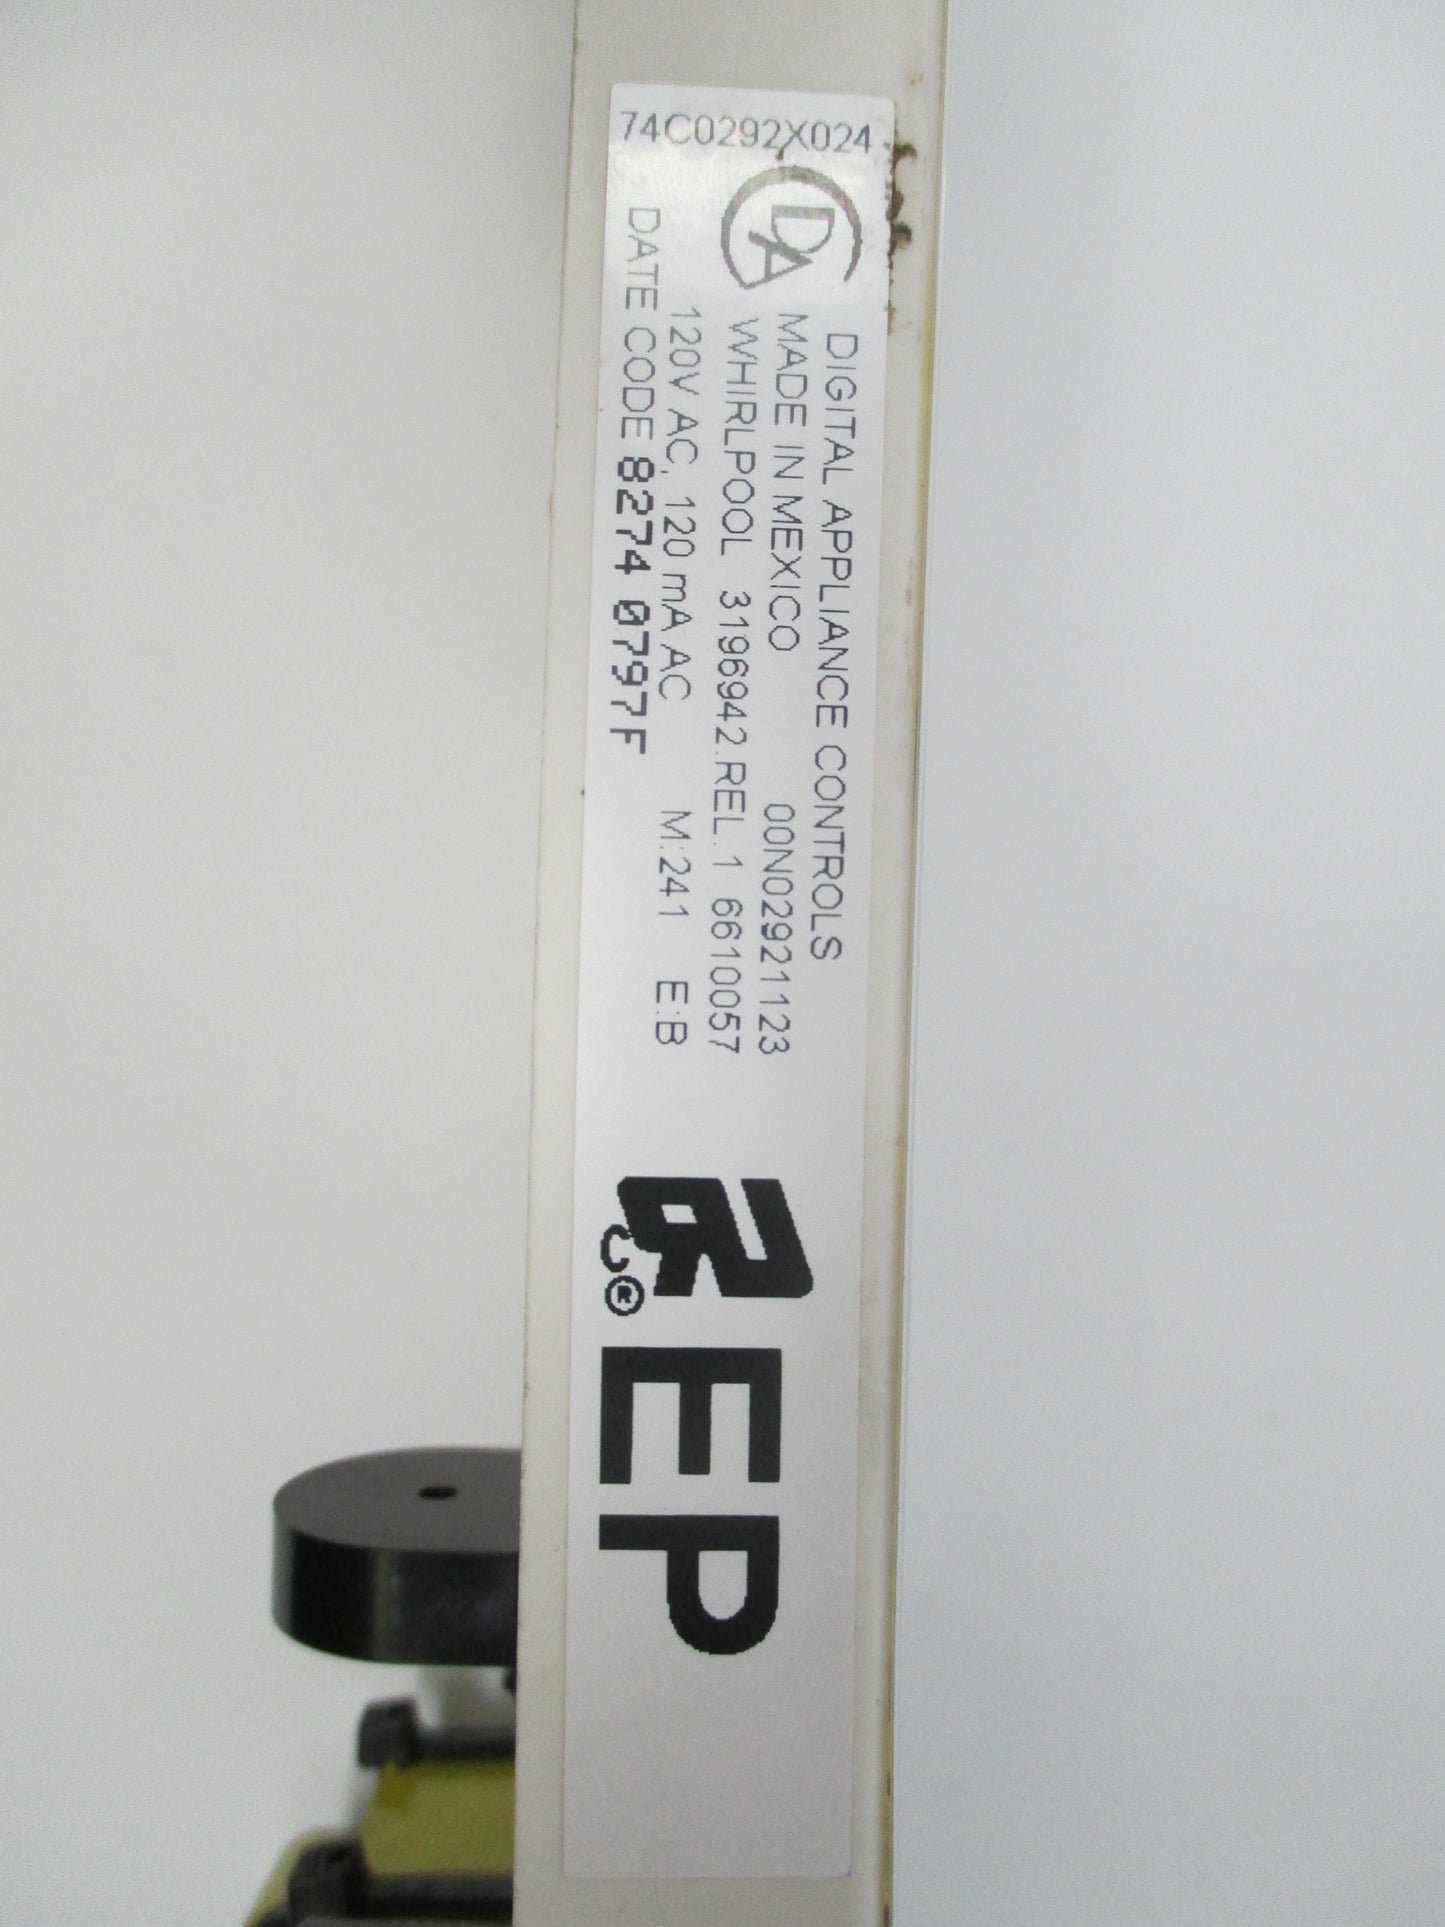 74C0292X024
DA
DIGITAL APPLIANCE CONTROLS
MADE IN MEXICO 00N02921123
WHIRLPOOL 3196942.REL.1 6610057
120V AC, 120 mA AC M:241 E:B
DATE CODE 8274 0797F
R
C ®
EP